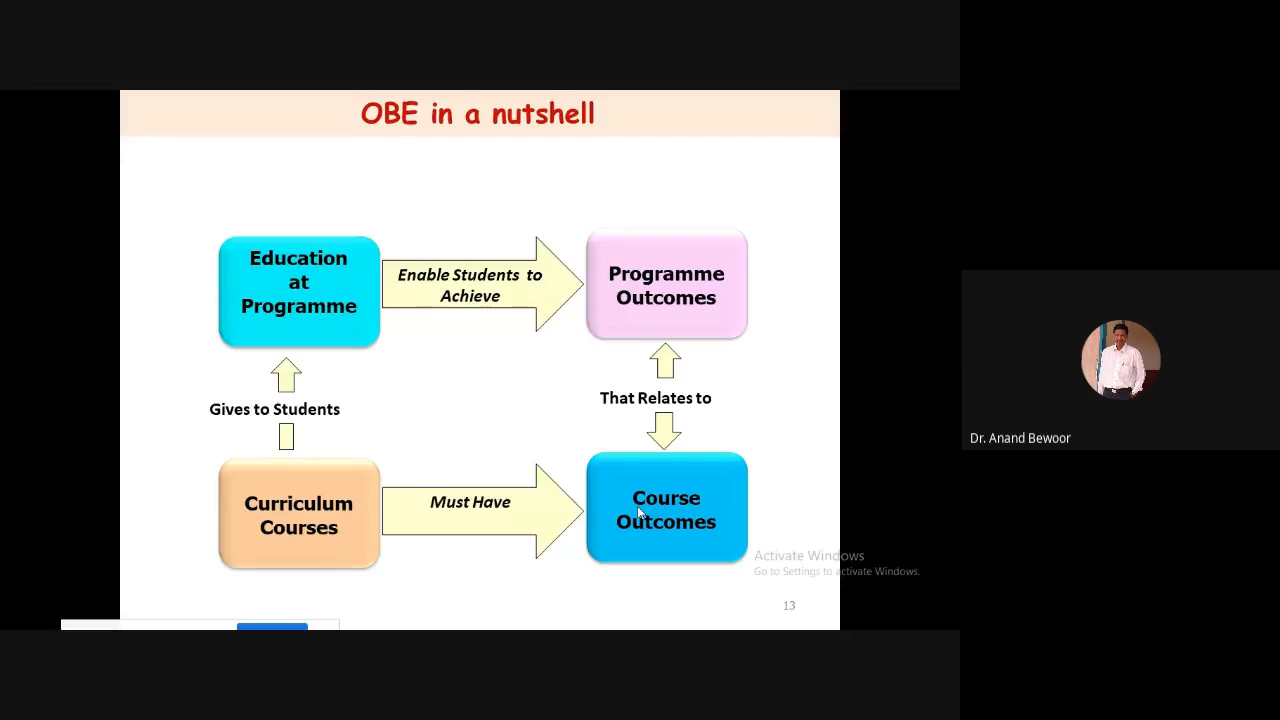 OBE in a nutshell
Education
at
Programme
Enable Students to
Achieve
Programme
Outcomes
Gives to Students
That Relates to
Curriculum
Courses
Must Have
Course
Outcomes
Activate Windows
Go to Settings to activate Windows.
13
Dr. Anand Bewoor